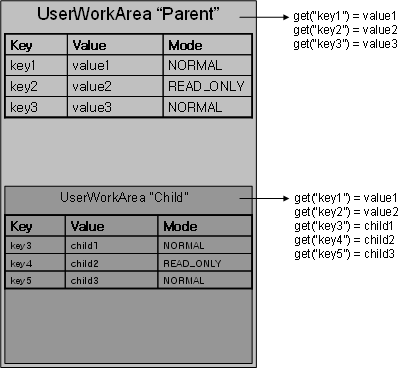 UserWorkArea “Parent”
Key Value Mode
key1 value1 NORMAL
key2 value2 READ_ONLY
key3 value3 NORMAL
get("key1") = value1
get("key2") = value2
get("key3") = value3
UserWorkArea "Child"
Key Value Mode
key3 child1 NORMAL
key4 child2 READ_ONLY
key5 child3 NORMAL
get("key1") = value1
get("key2") = value2
get("key3") = child1
get("key4") = child2
get("key5") = child3